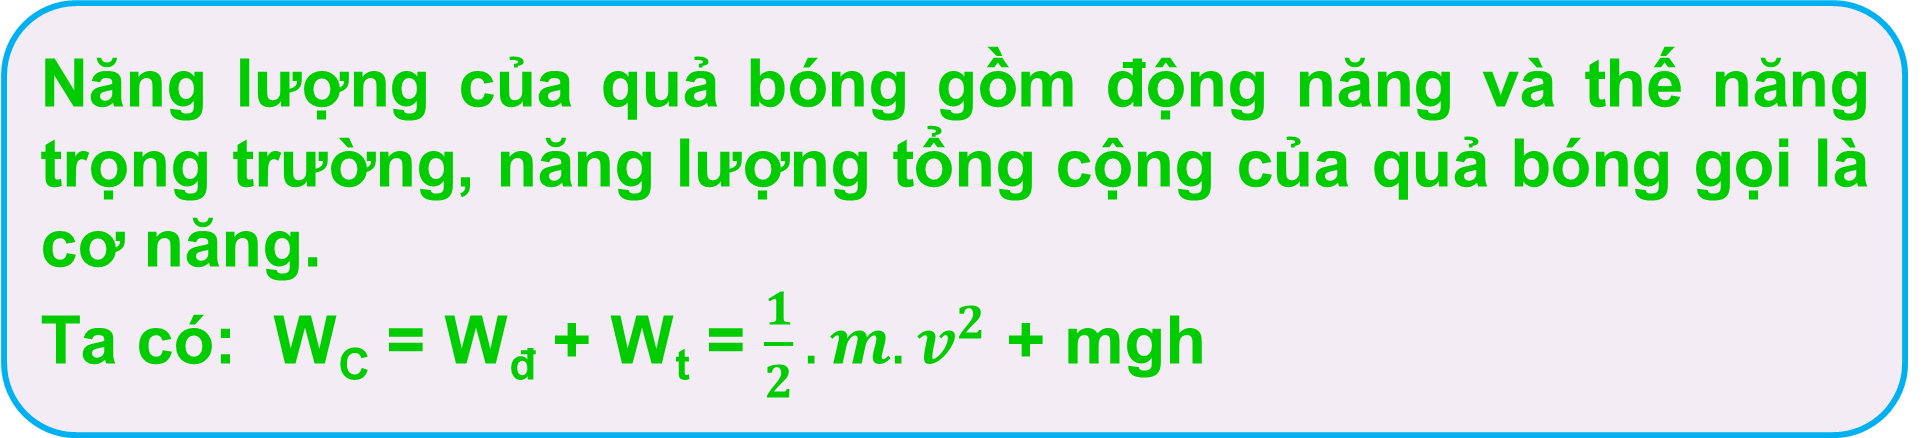 Năng lượng của quả bóng gồm động năng và thế năng
trọng trường, năng lượng tổng cộng của quả bóng gọi là
cơ năng.
Ta có: W_C = W_đ + W_t = \frac{1}{2} . m. v^2 + mgh